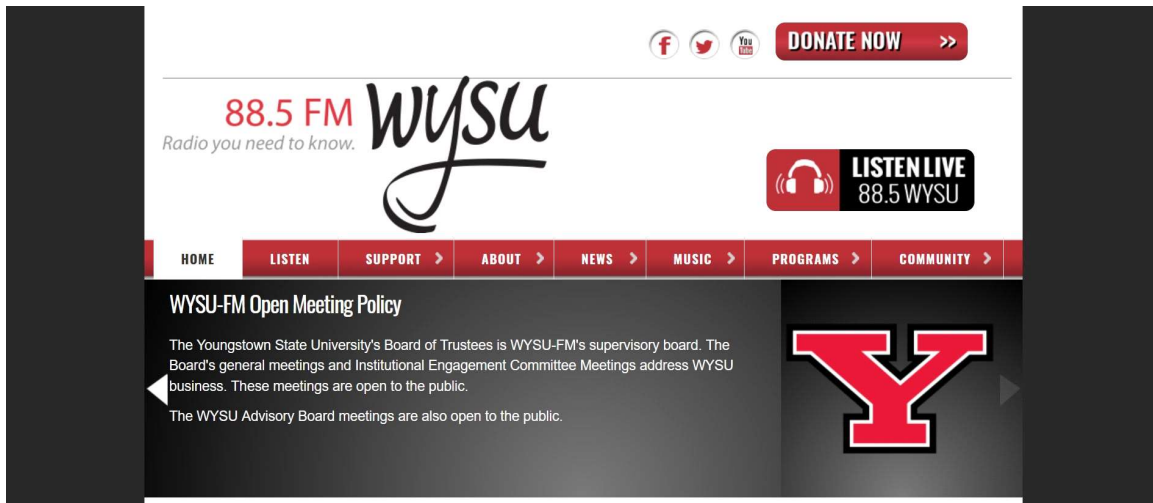 f You Tube DONATE NOW >>
88.5 FM wysu
Radio you need to know.
LISTEN LIVE
88.5 WYSU
HOME LISTEN SUPPORT ABOUT NEWS MUSIC PROGRAMS COMMUNITY
WYSU-FM Open Meeting Policy
The Youngstown State University's Board of Trustees is WYSU-FM's supervisory board. The
Board's general meetings and Institutional Engagement Committee Meetings address WYSU
business. These meetings are open to the public.
The WYSU Advisory Board meetings are also open to the public.
Y